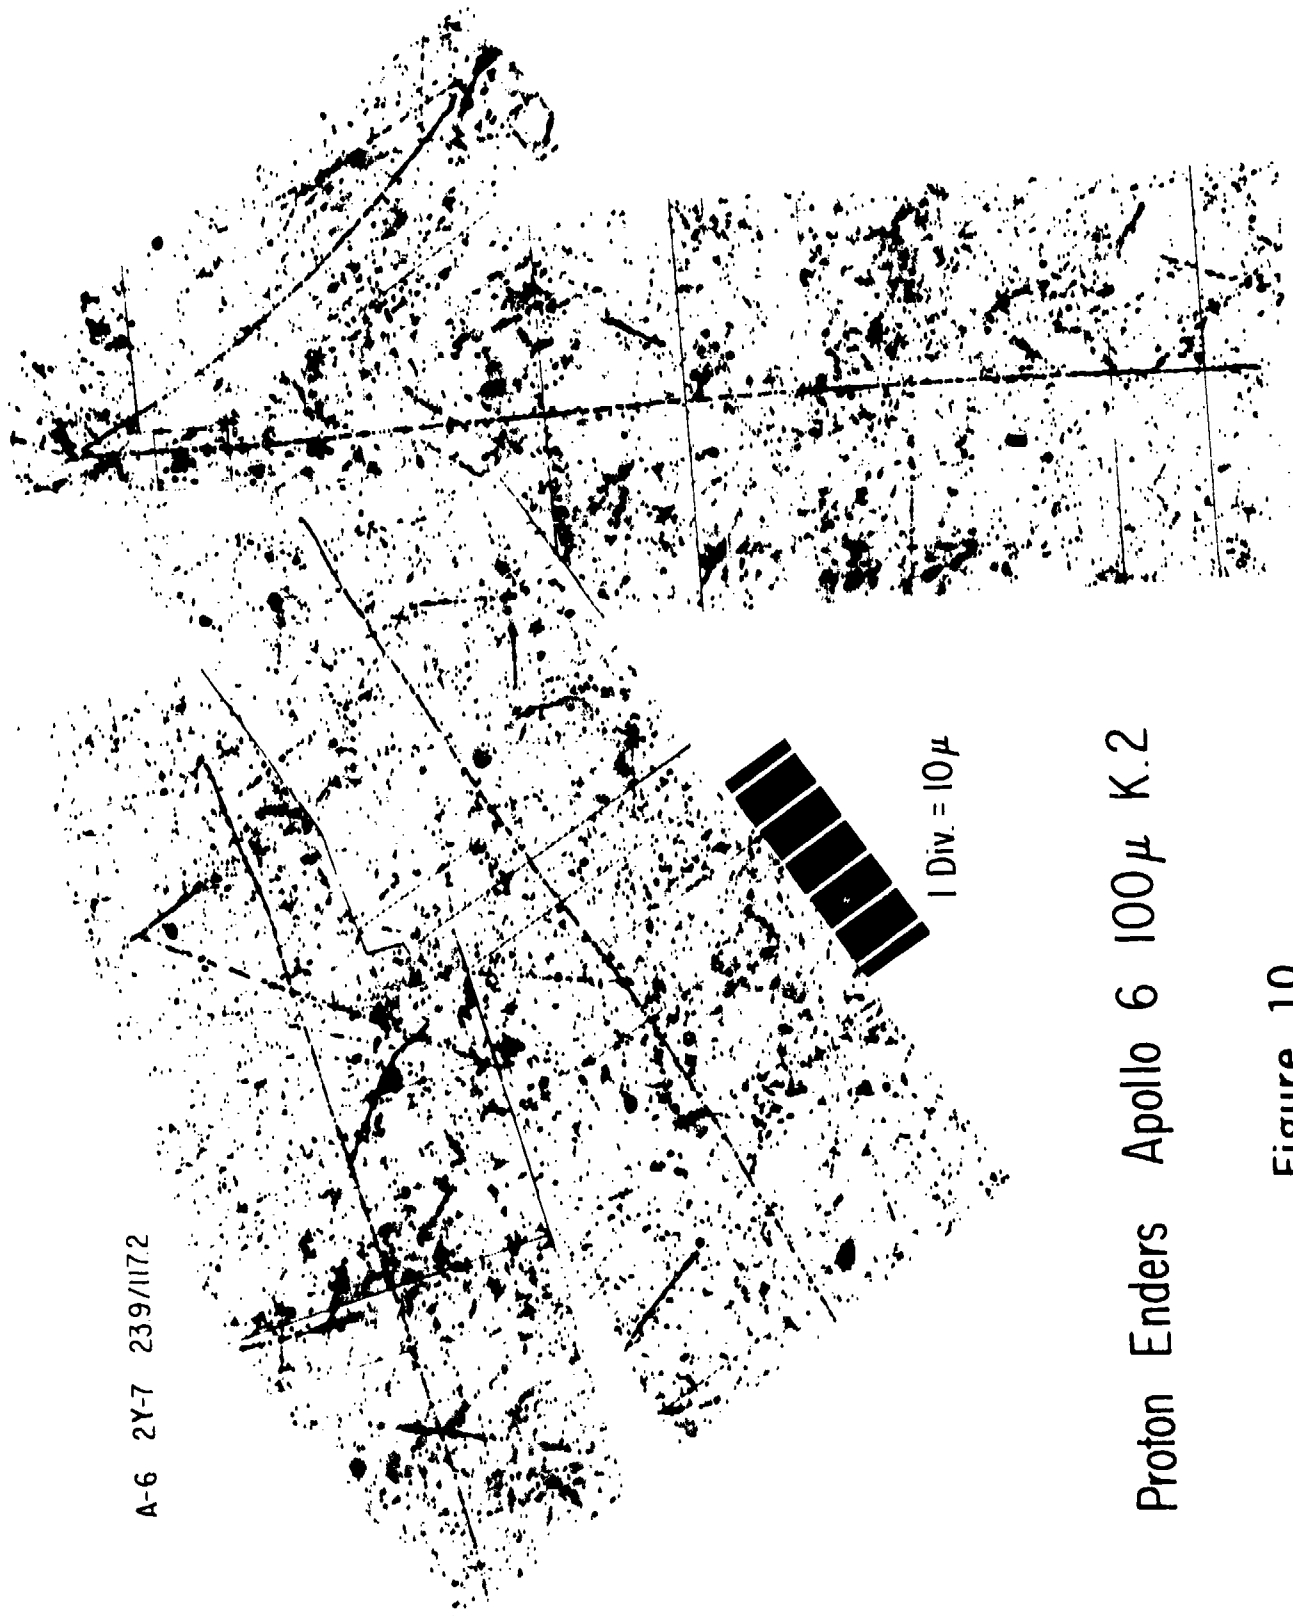 A-6 2Y-7 239/1172
1 Div. = 10μ
Proton Enders Apollo 6 100μ K.2
Figure 10